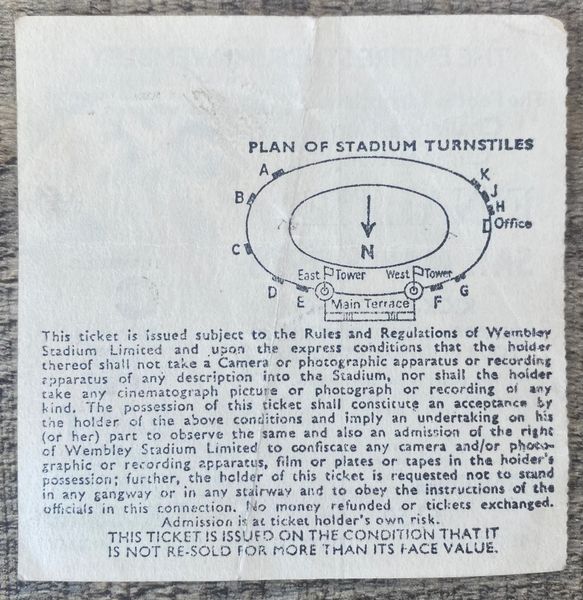 PLAN OF STADIUM TURNSTILES
A
K
J
B
H
Office
C
N
East Tower
West Tower
D
E
Main Terrace
F
G
This ticket is issued subject to the Rules and Regulations of Wembley
Stadium Limited and upon the express conditions that the holder
thereof shall not take a Camera or photographic apparatus or recording
apparatus of any description into the Stadium, nor shall the holder
take any cinematograph picture or photograph or recording of any
kind. The possession of this ticket shall constitute an acceptance by
the holder of the above conditions and imply an undertaking on his
(or her) part to observe the same and also an admission of the right
of Wembley Stadium Limited to confiscate any camera and/or photo-
graphic or recording apparatus, film or plates or tapes in the holder's
possession; further, the holder of this ticket is requested not to stand
in any gangway or in any stairway and to obey the instructions of the
officials in this connection. No money refunded or tickets exchanged.
Admission is at ticket holder's own risk.
THIS TICKET IS ISSUED ON THE CONDITION THAT IT
IS NOT RE-SOLD FOR MORE THAN ITS FACE VALUE.